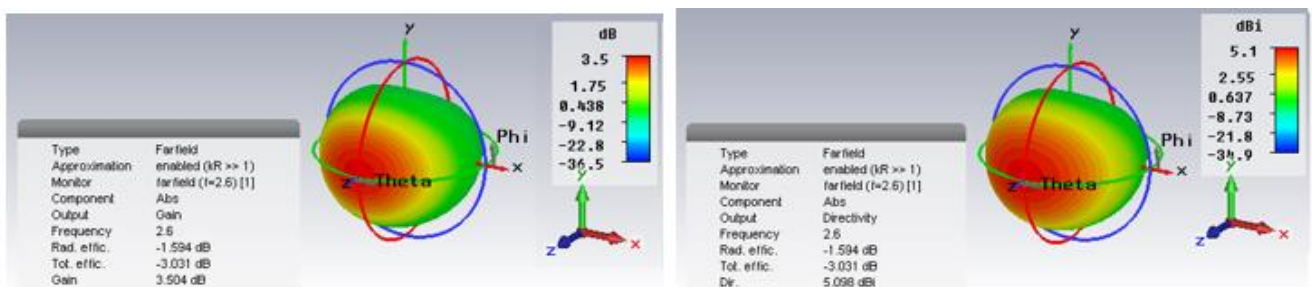 y
dB
3.5
1.75
0.438
-9.12
-22.8
-36.5
Phi
x
z
Theta
y
x
z
Type Farfield
Approximation enabled (kR >> 1)
Monitor farfield (f=2.6) [1]
Component Abs
Output Gain
Frequency 2.6
Rad. effic. -1.594 dB
Tot. effic. -3.031 dB
Gain 3.504 dB
y
dBi
5.1
2.55
0.637
-8.73
-21.8
-34.9
Phi
x
z
Theta
y
x
z
Type Farfield
Approximation enabled (kR >> 1)
Monitor farfield (f=2.6) [1]
Component Abs
Output Directivity
Frequency 2.6
Rad. effic. -1.594 dB
Tot. effic. -3.031 dB
Dir. 5.098 dBi